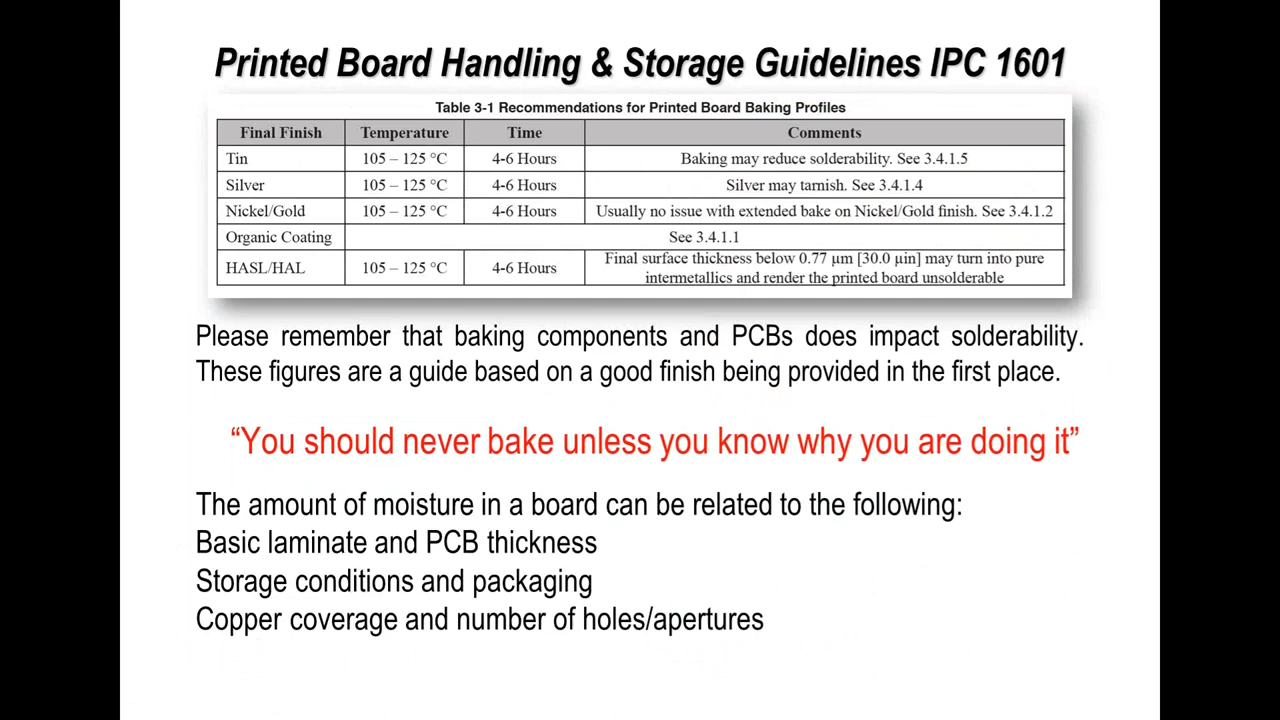 Printed Board Handling & Storage Guidelines IPC 1601
Table 3-1 Recommendations for Printed Board Baking Profiles
Final Finish Temperature Time Comments
Tin 105 – 125 °C 4-6 Hours Baking may reduce solderability. See 3.4.1.5
Silver 105 – 125 °C 4-6 Hours Silver may tarnish. See 3.4.1.4
Nickel/Gold 105 – 125 °C 4-6 Hours Usually no issue with extended bake on Nickel/Gold finish. See 3.4.1.2
Organic Coating See 3.4.1.1
HASL/HAL 105 – 125 °C 4-6 Hours Final surface thickness below 0.77 µm [30.0 µin] may turn into pure
intermetallics and render the printed board unsolderable
Please remember that baking components and PCBs does impact solderability.
These figures are a guide based on a good finish being provided in the first place.
“You should never bake unless you know why you are doing it”
The amount of moisture in a board can be related to the following:
Basic laminate and PCB thickness
Storage conditions and packaging
Copper coverage and number of holes/apertures